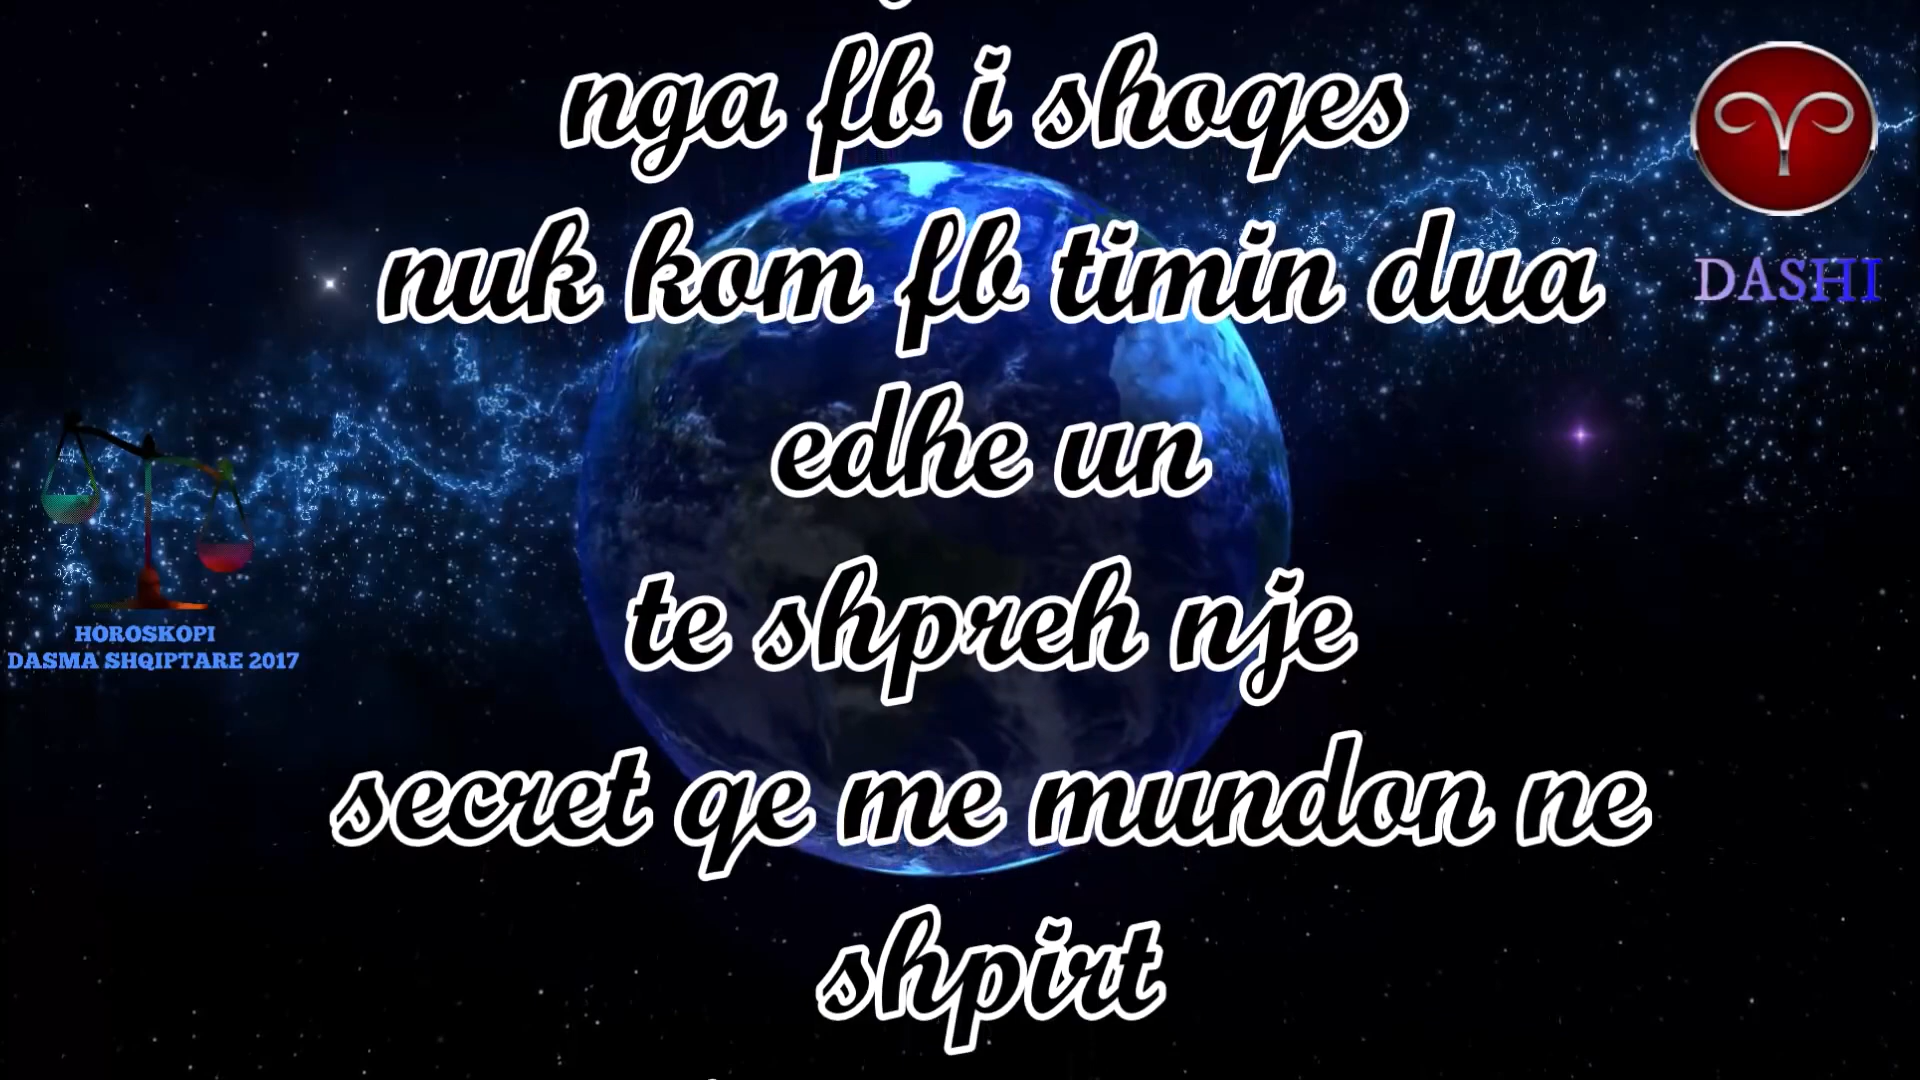 nga fb i shoqes
nuk kom fb timin dua
edhe un
te shpreh nje
secret qe me mundon ne
shpirt
DASHI
HOROSKOPI
DASMA SHQIPTARE 2017